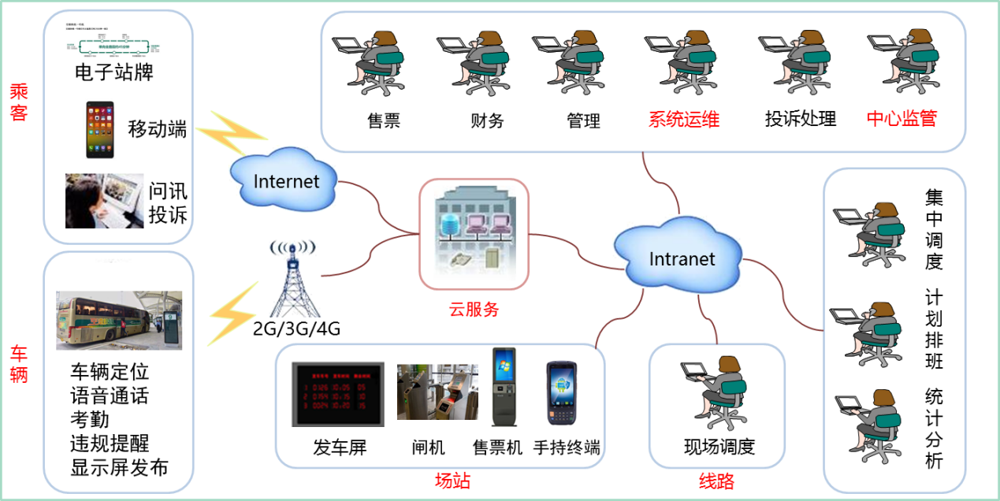 乘客
电子站牌
移动端
问讯
投诉
车辆
车辆定位
语音通话
考勤
违规提醒
显示屏发布
Internet
2G/3G/4G
云服务
Intranet
售票
财务
管理
系统运维
投诉处理
中心监管
集中调度
计划排班
统计分析
发车屏
闸机
售票机
手持终端
场站
现场调度
线路
9